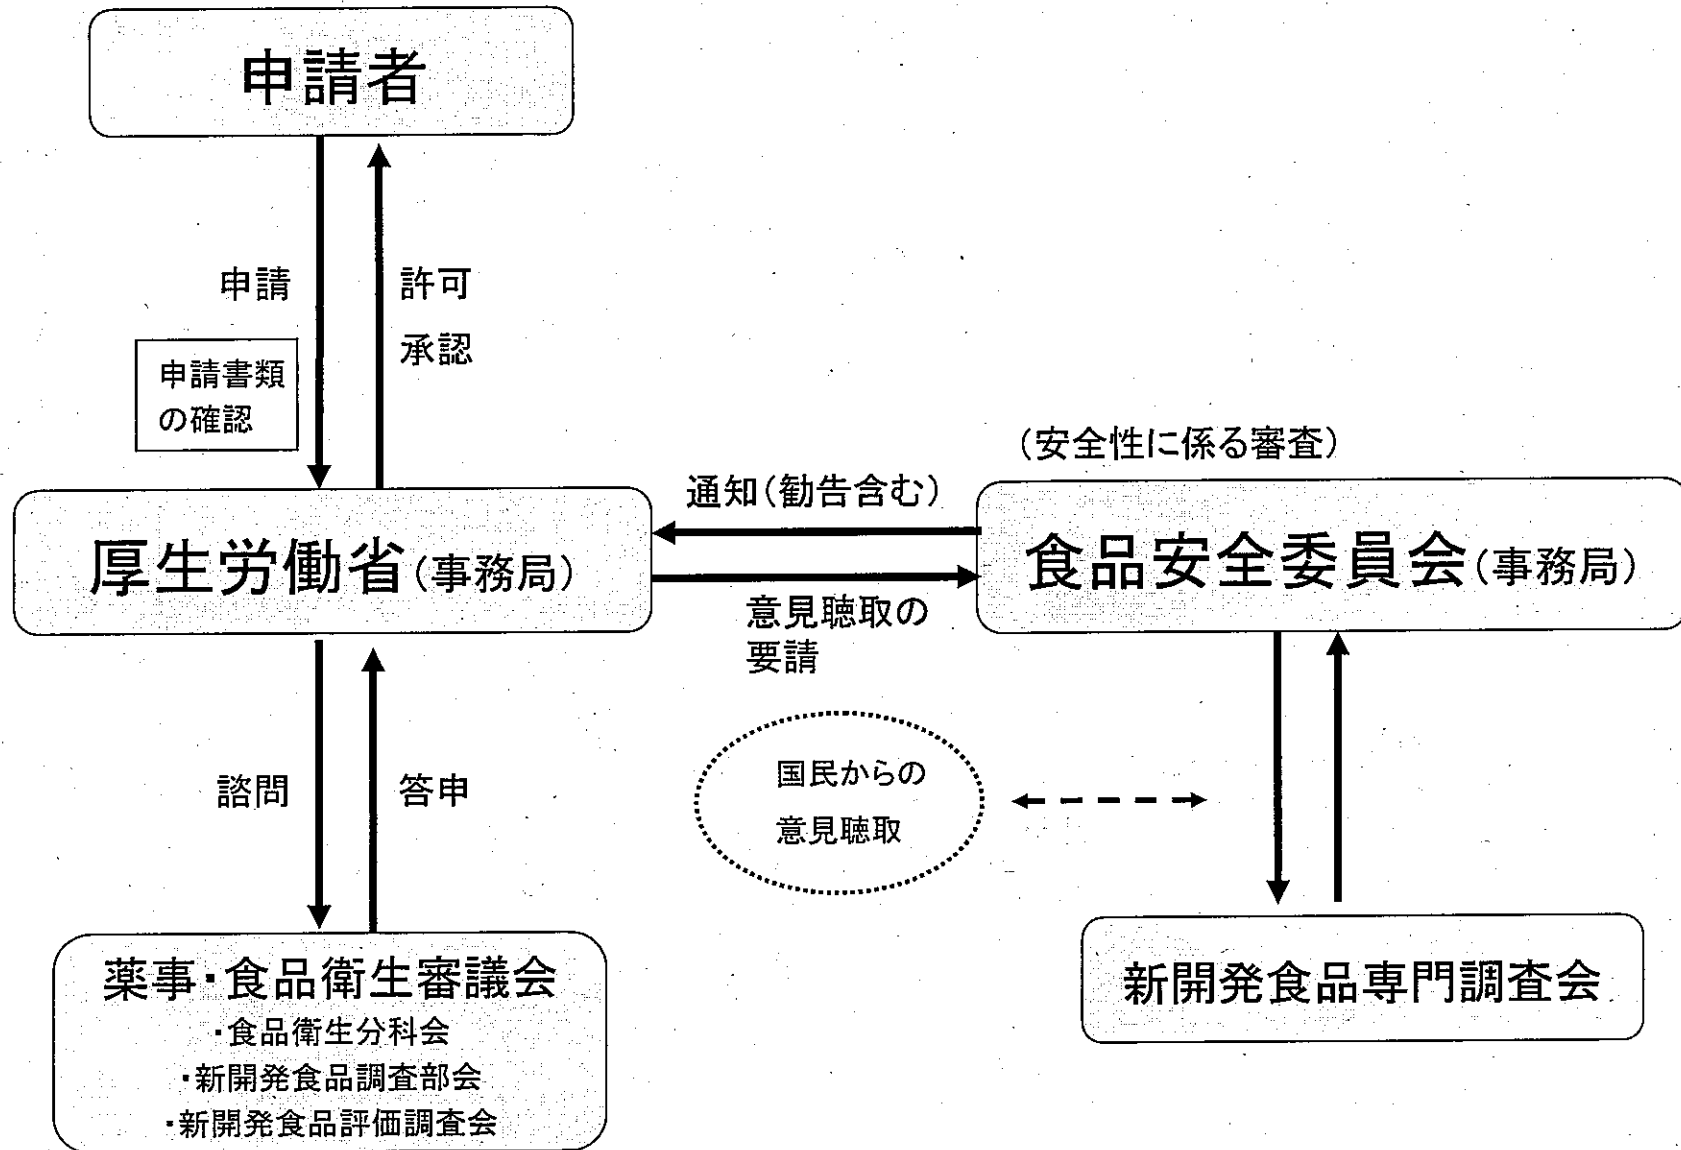 申請者
申請
許可
承認
申請書類
の確認
(安全性に係る審査)
通知(勧告含む)
厚生労働省(事務局)
食品安全委員会(事務局)
意見聴取の
要請
国民からの
意見聴取
諮問
答申
薬事・食品衛生審議会
・食品衛生分科会
・新開発食品調査部会
・新開発食品評価調査会
新開発食品専門調査会